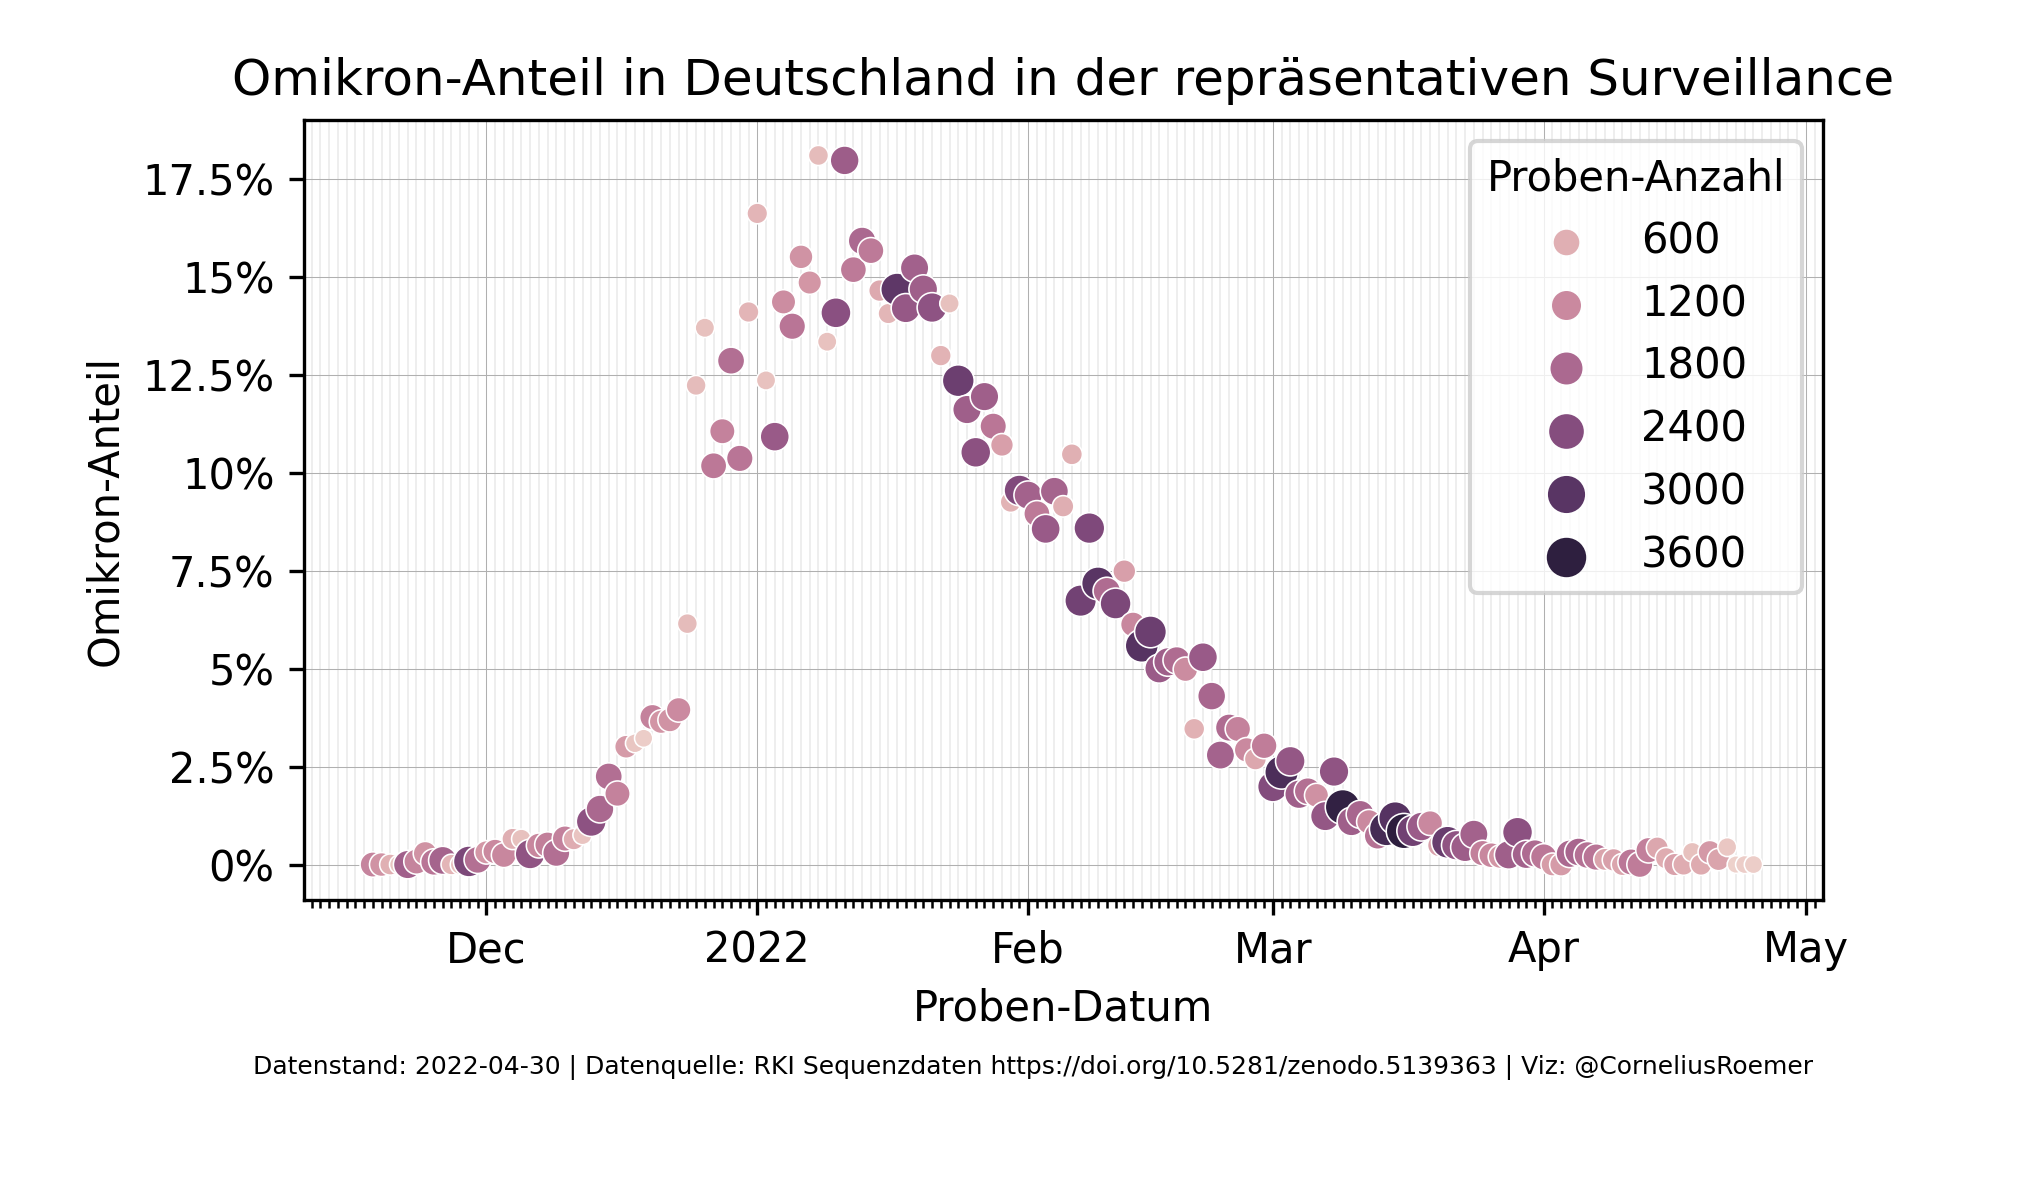 Omikron-Anteil in Deutschland in der repräsentativen Surveillance
Omikron-Anteil
17.5%
15%
12.5%
10%
7.5%
5%
2.5%
0%
Proben-Anzahl
600
1200
1800
2400
3000
3600
Dec
2022
Feb
Mar
Apr
May
Proben-Datum
Datenstand: 2022-04-30 | Datenquelle: RKI Sequenzdaten https://doi.org/10.5281/zenodo.5139363 | Viz: @CorneliusRoemer